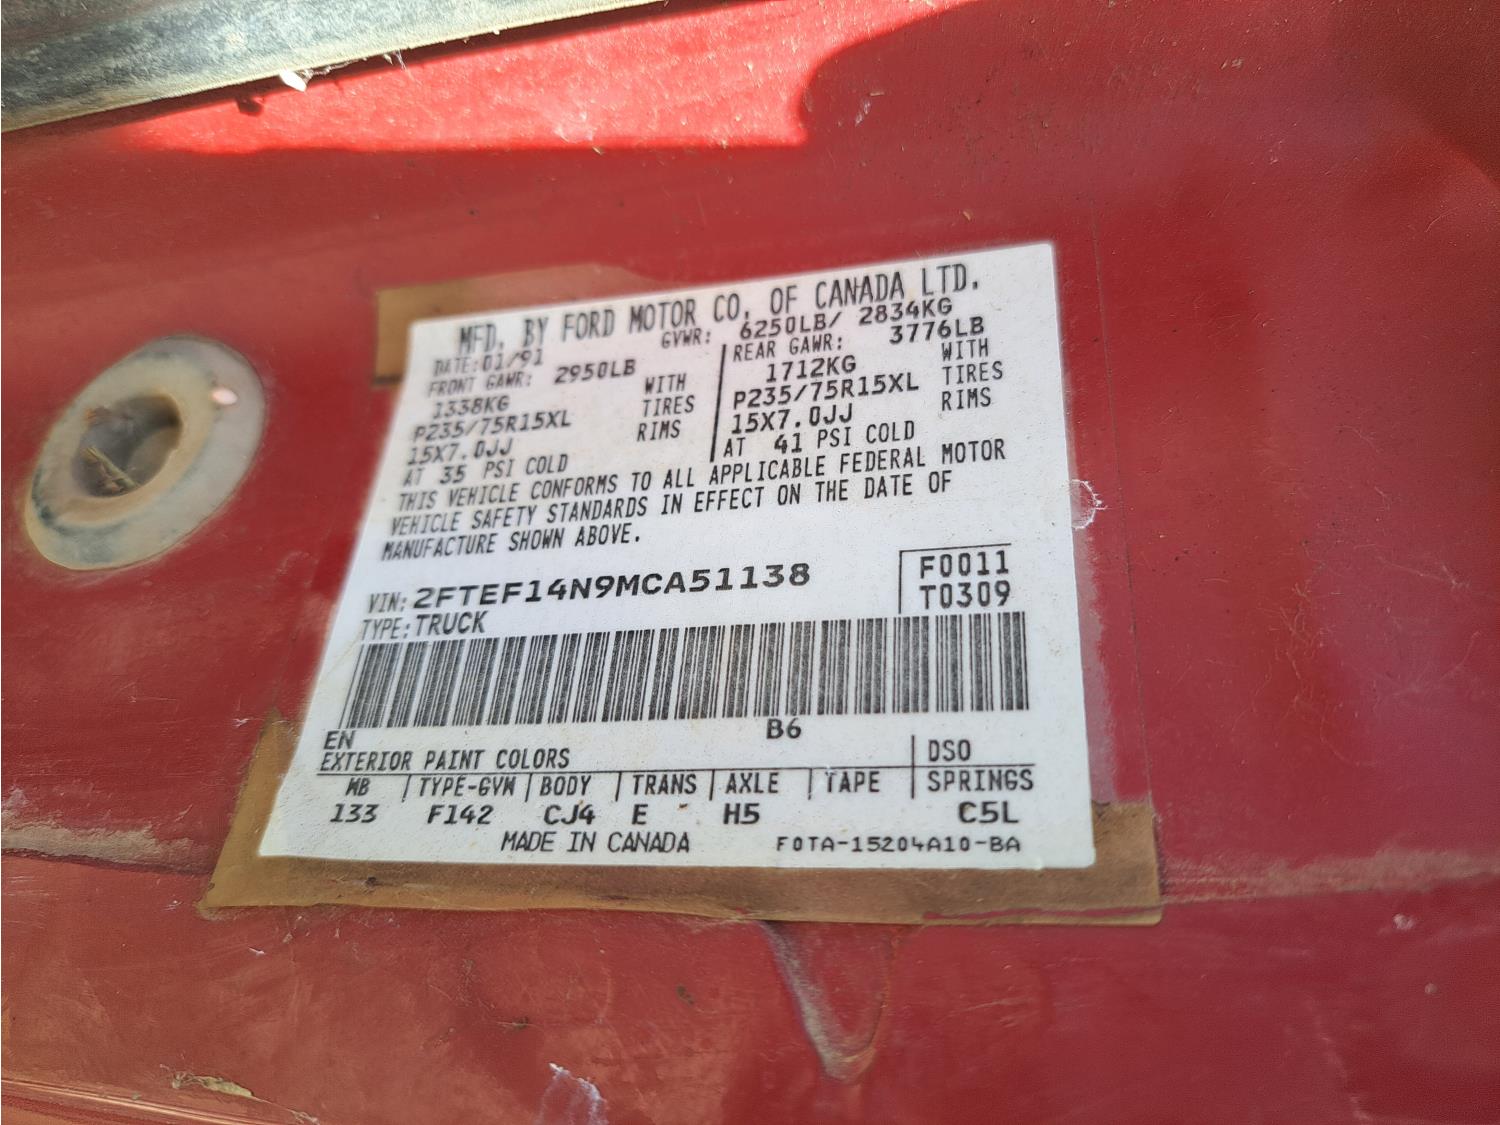 MFD. BY FORD MOTOR CO. OF CANADA LTD.
DATE:01/91 GVWR: 6250LB/ 2834KG
FRONT GAWR: 2950LB REAR GAWR: 3776LB
1338KG WITH 1712KG WITH
P235/75R15XL TIRES P235/75R15XL TIRES
15X7.0JJ RIMS 15X7.0JJ RIMS
AT 35 PSI COLD AT 41 PSI COLD
THIS VEHICLE CONFORMS TO ALL APPLICABLE FEDERAL MOTOR
VEHICLE SAFETY STANDARDS IN EFFECT ON THE DATE OF
MANUFACTURE SHOWN ABOVE.
VIN: 2FTEF14N9MCA51138 F0011
TYPE: TRUCK T0309
EN B6
EXTERIOR PAINT COLORS DSO
WB TYPE-GVW BODY TRANS AXLE TAPE SPRINGS
133 F142 CJ4 E H5 C5L
MADE IN CANADA F0TA-15204A10-BA